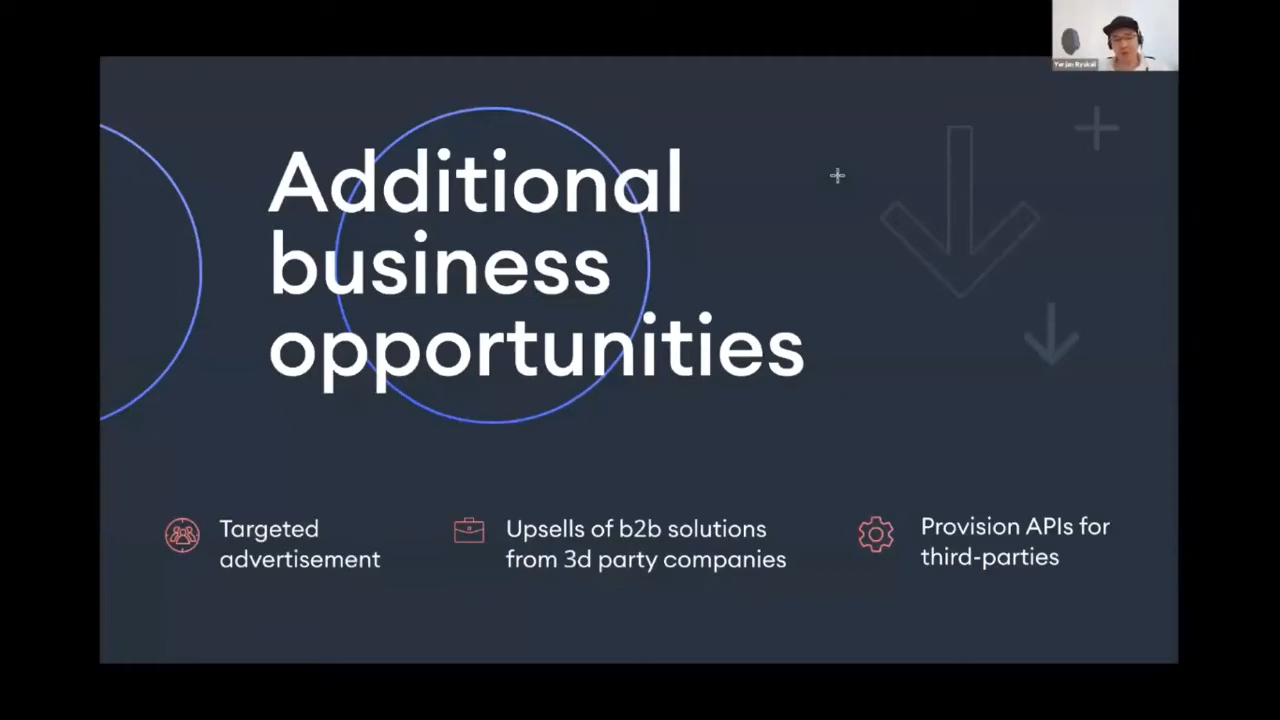 Additional
business
opportunities
Targeted
advertisement
Upsells of b2b solutions
from 3d party companies
Provision APIs for
third-parties